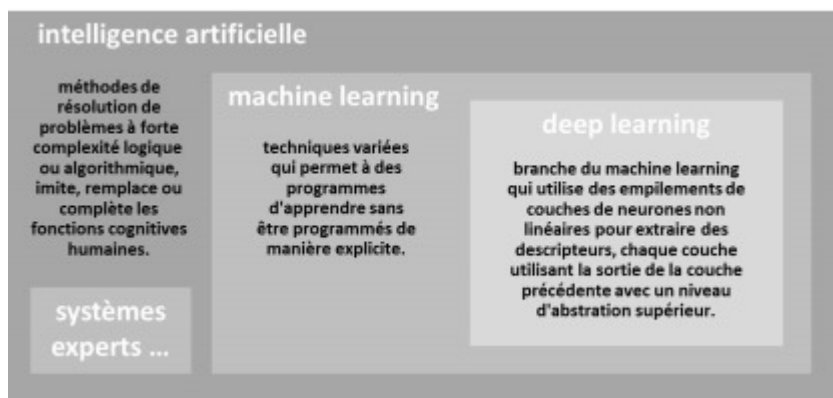 intelligence artificielle
méthodes de
résolution de
problèmes à forte
complexité logique
ou algorithmique,
imite, remplace ou
complète les
fonctions cognitives
humaines.
systèmes
experts ...
machine learning
techniques variées
qui permet à des
programmes
d'apprendre sans
être programmés de
manière explicite.
deep learning
branche du machine learning
qui utilise des empilements de
couches de neurones non
linéaires pour extraire des
descripteurs, chaque couche
utilisant la sortie de la couche
précédente avec un niveau
d'abstration supérieur.